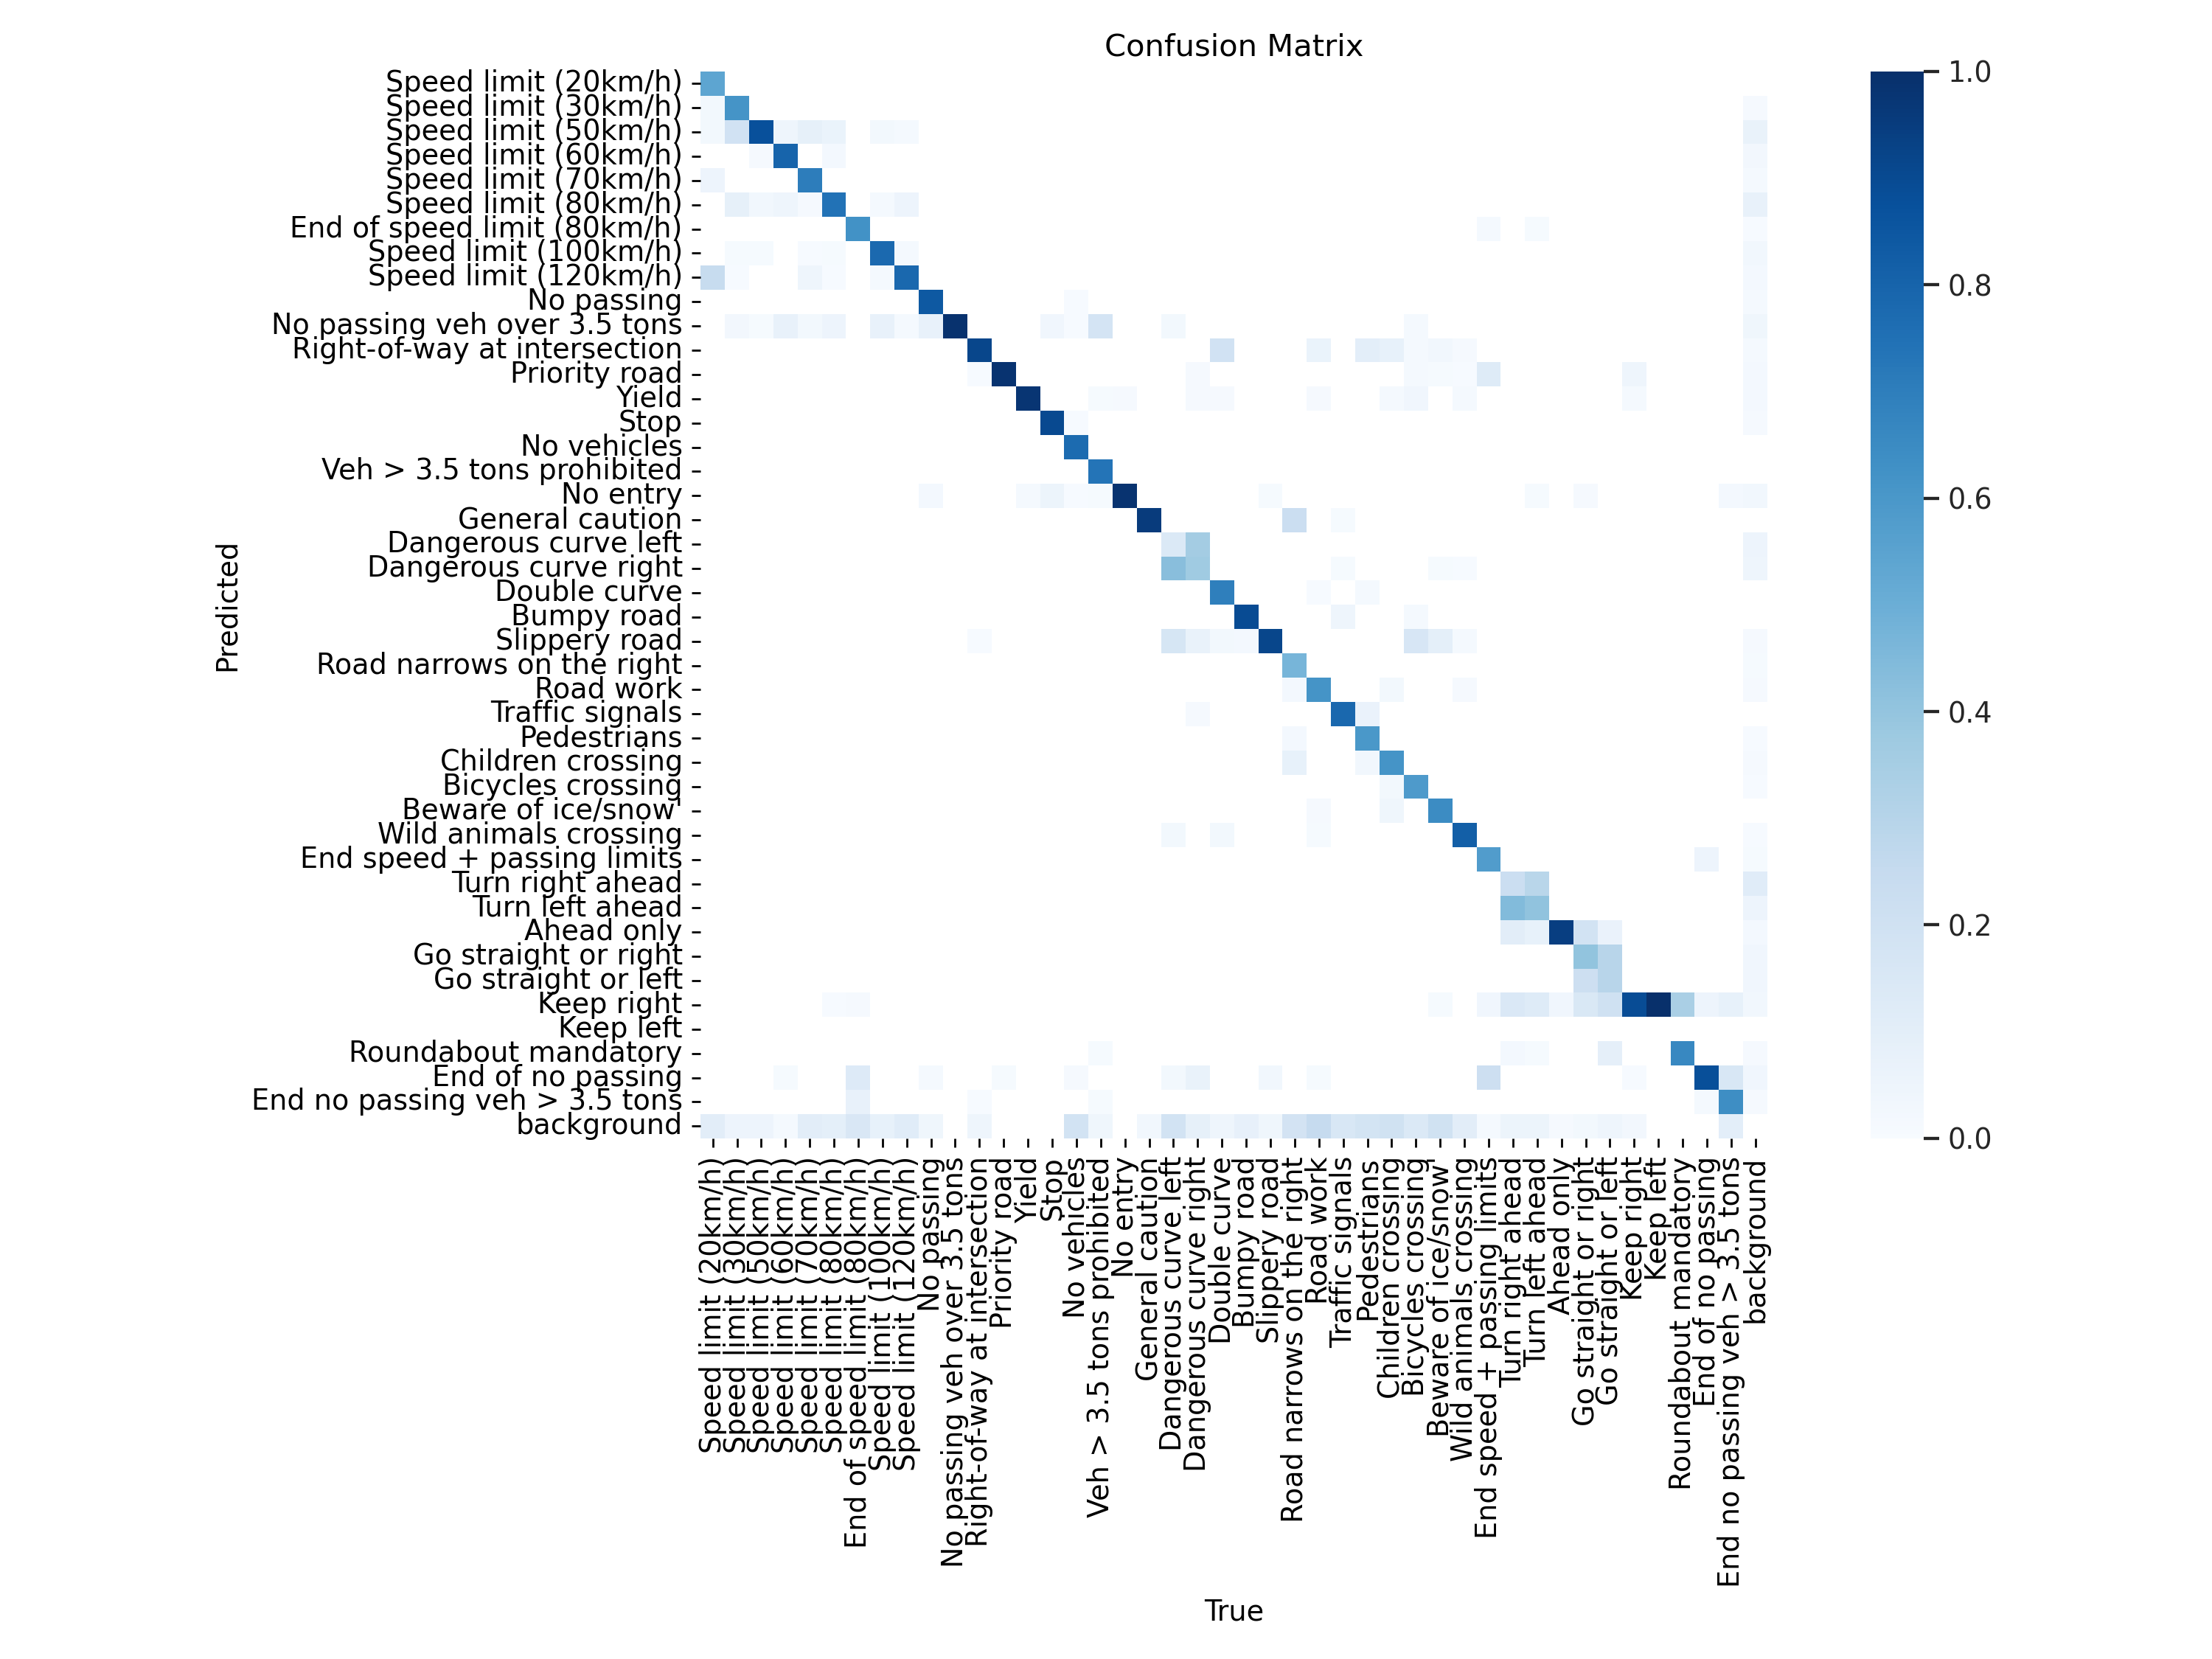 Confusion Matrix
Speed limit (20km/h)
Speed limit (30km/h)
Speed limit (50km/h)
Speed limit (60km/h)
Speed limit (70km/h)
Speed limit (80km/h)
End of speed limit (80km/h)
Speed limit (100km/h)
Speed limit (120km/h)
No passing
No passing veh over 3.5 tons
Right-of-way at intersection
Priority road
Yield
Stop
No vehicles
Veh > 3.5 tons prohibited
No entry
General caution
Dangerous curve left
Dangerous curve right
Double curve
Bumpy road
Slippery road
Road narrows on the right
Road work
Traffic signals
Pedestrians
Children crossing
Bicycles crossing
Beware of ice/snow'
Wild animals crossing
End speed + passing limits
Turn right ahead
Turn left ahead
Ahead only
Go straight or right
Go straight or left
Keep right
Keep left
Roundabout mandatory
End of no passing
End no passing veh > 3.5 tons
background
Predicted
Speed limit (20km/h)
Speed limit (30km/h)
Speed limit (50km/h)
Speed limit (60km/h)
Speed limit (70km/h)
Speed limit (80km/h)
End of speed limit (80km/h)
Speed limit (100km/h)
Speed limit (120km/h)
No passing
No passing veh over 3.5 tons
Right-of-way at intersection
Priority road
Yield
Stop
No vehicles
Veh > 3.5 tons prohibited
No entry
General caution
Dangerous curve left
Dangerous curve right
Double curve
Bumpy road
Slippery road
Road narrows on the right
Road work
Traffic signals
Pedestrians
Children crossing
Bicycles crossing
Beware of ice/snow'
Wild animals crossing
End speed + passing limits
Turn right ahead
Turn left ahead
Ahead only
Go straight or right
Go straight or left
Keep right
Keep left
Roundabout mandatory
End of no passing
End no passing veh > 3.5 tons
background
True
1.0
0.8
0.6
0.4
0.2
0.0